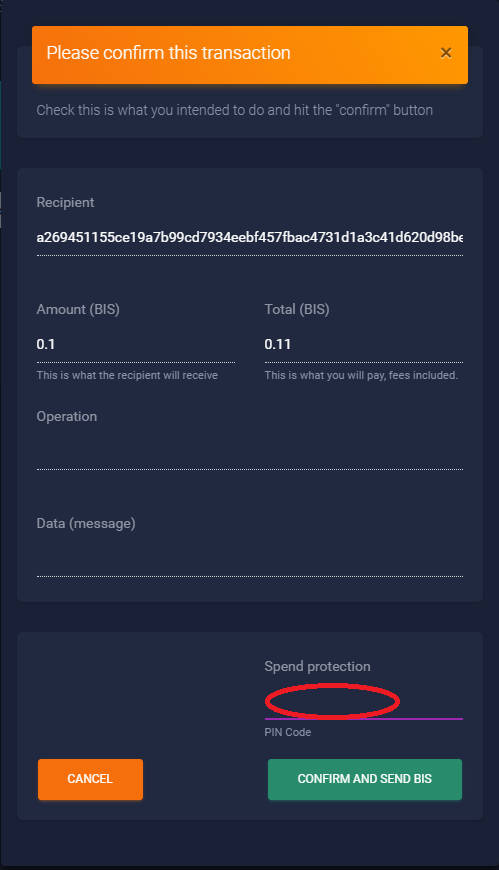 Please confirm this transaction ×
Check this is what you intended to do and hit the "confirm" button
Recipient
a269451155ce19a7b99cd7934eebf457fbac4731d1a3c41d620d98be
Amount (BIS) Total (BIS)
0.1 0.11
This is what the recipient will receive This is what you will pay, fees included.
Operation
Data (message)
Spend protection
PIN Code
CANCEL CONFIRM AND SEND BIS